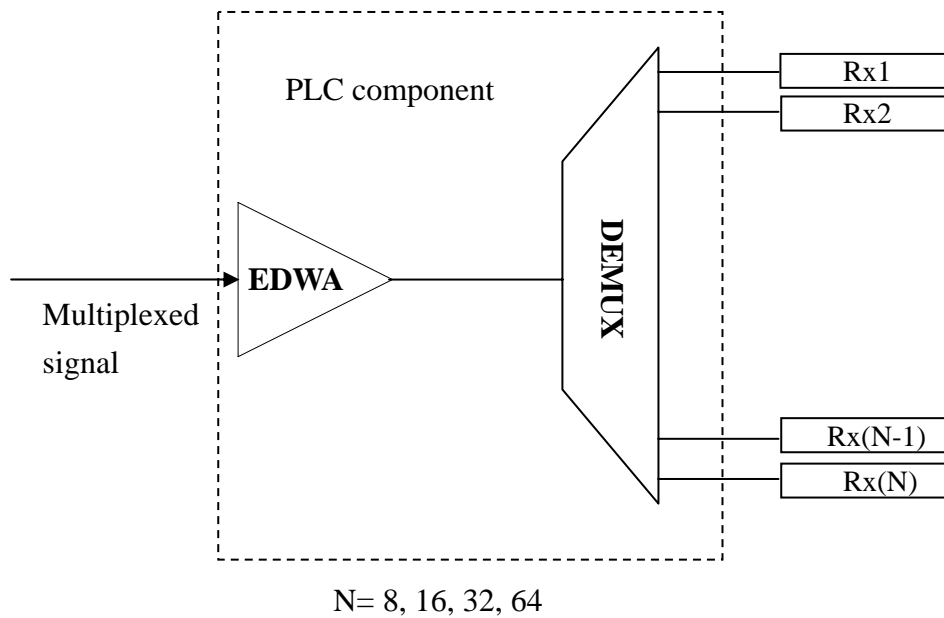 PLC component
Rx1
Rx2
EDWA
DEMUX
Multiplexed
signal
Rx(N-1)
Rx(N)
N= 8, 16, 32, 64